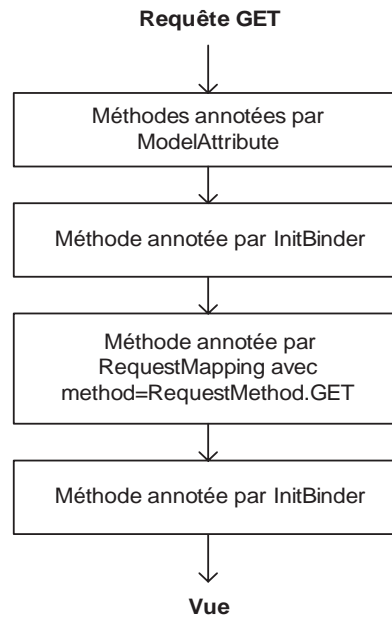 Requête GET
Méthodes annotées par
ModelAttribute
Méthode annotée par InitBinder
Méthode annotée par
RequestMapping avec
method=RequestMethod.GET
Méthode annotée par InitBinder
Vue